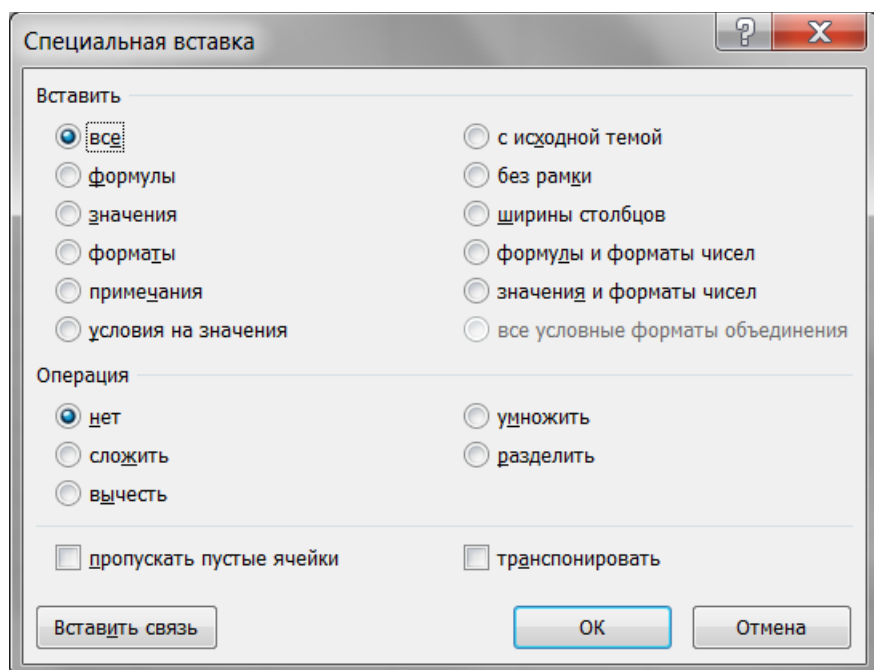 Специальная вставка
Вставить
все
с исходной темой
формулы
без рамки
значения
ширины столбцов
форматы
формулы и форматы чисел
примечания
значения и форматы чисел
условия на значения
все условные форматы объединения
Операция
нет
умножить
сложить
разделить
вычесть
пропускать пустые ячейки
транспонировать
Вставить связь
ОК
Отмена